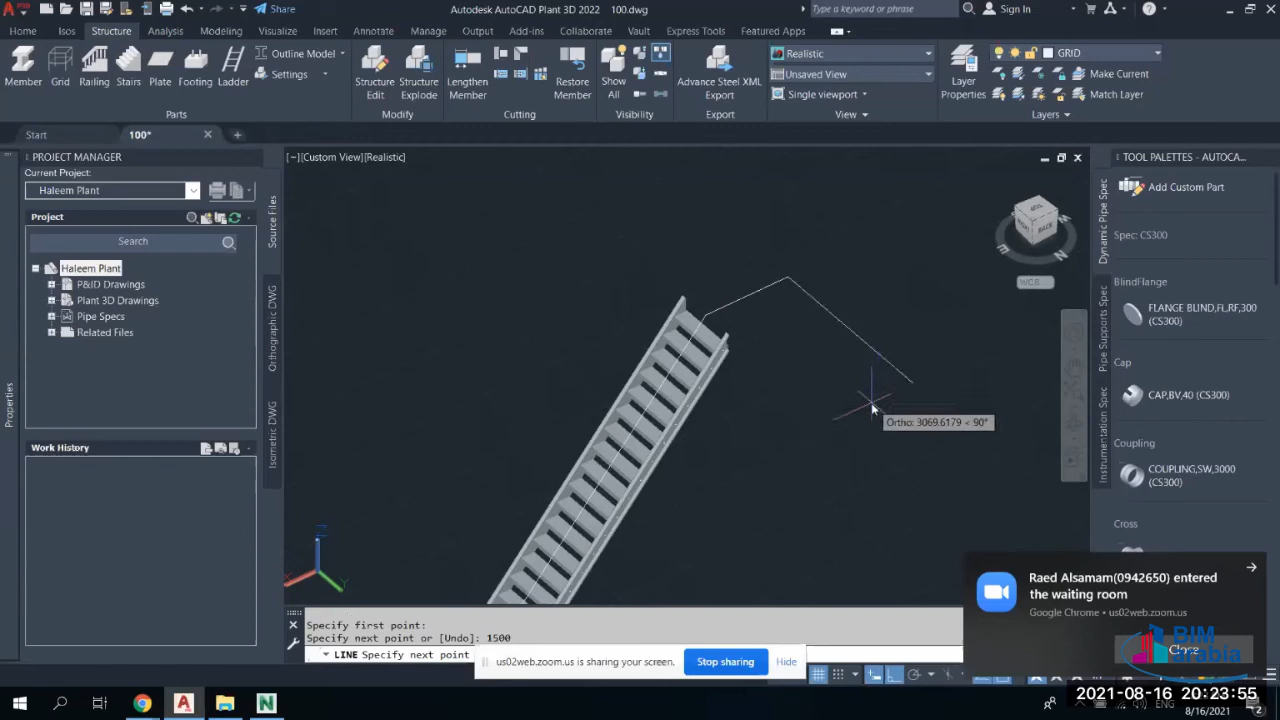 Share
Autodesk AutoCAD Plant 3D 2022 100.dwg
Type a keyword or phrase
Sign In
Home
Isos
Structure
Analysis
Modeling
Visualize
Insert
Annotate
Manage
Output
Add-ins
Collaborate
Vault
Express Tools
Featured Apps
Member
Grid
Railing
Stairs
Plate
Footing
Ladder
Outline Model
Settings
Parts
Structure Edit
Structure Explode
Modify
Lengthen Member
Restore Member
Cutting
Show All
Visibility
Advance Steel XML Export
Export
Realistic
Unsaved View
Single viewport
View
Layer Properties
GRID
Make Current
Match Layer
Layers
Start
100*
PROJECT MANAGER
Current Project:
Haleem Plant
Project
Search
Haleem Plant
P&ID Drawings
Plant 3D Drawings
Pipe Specs
Related Files
Work History
Properties
Source Files
Orthographic DWG
Isometric DWG
[−][Custom View][Realistic]
BACK
WCS
Ortho: 3069.6179 < 90°
TOOL PALETTES - AUTOCA...
Dynamic Pipe Spec
Pipe Supports Spec
Instrumentation Spec
Add Custom Part
Spec: CS300
BlindFlange
FLANGE BLIND,FL,RF,300
(CS300)
Cap
CAP,BV,40 (CS300)
Coupling
COUPLING,SW,3000
(CS300)
Cross
Specify first point:
Specify next point or [Undo]: 1500
LINE Specify next point
us02web.zoom.us is sharing your screen.
Stop sharing
Hide
Raed Alsamam(0942650) entered
the waiting room
Google Chrome • us02web.zoom.us
Close
BIM
arabia
2021-08-16 20:23:55
ENG
8/16/2021